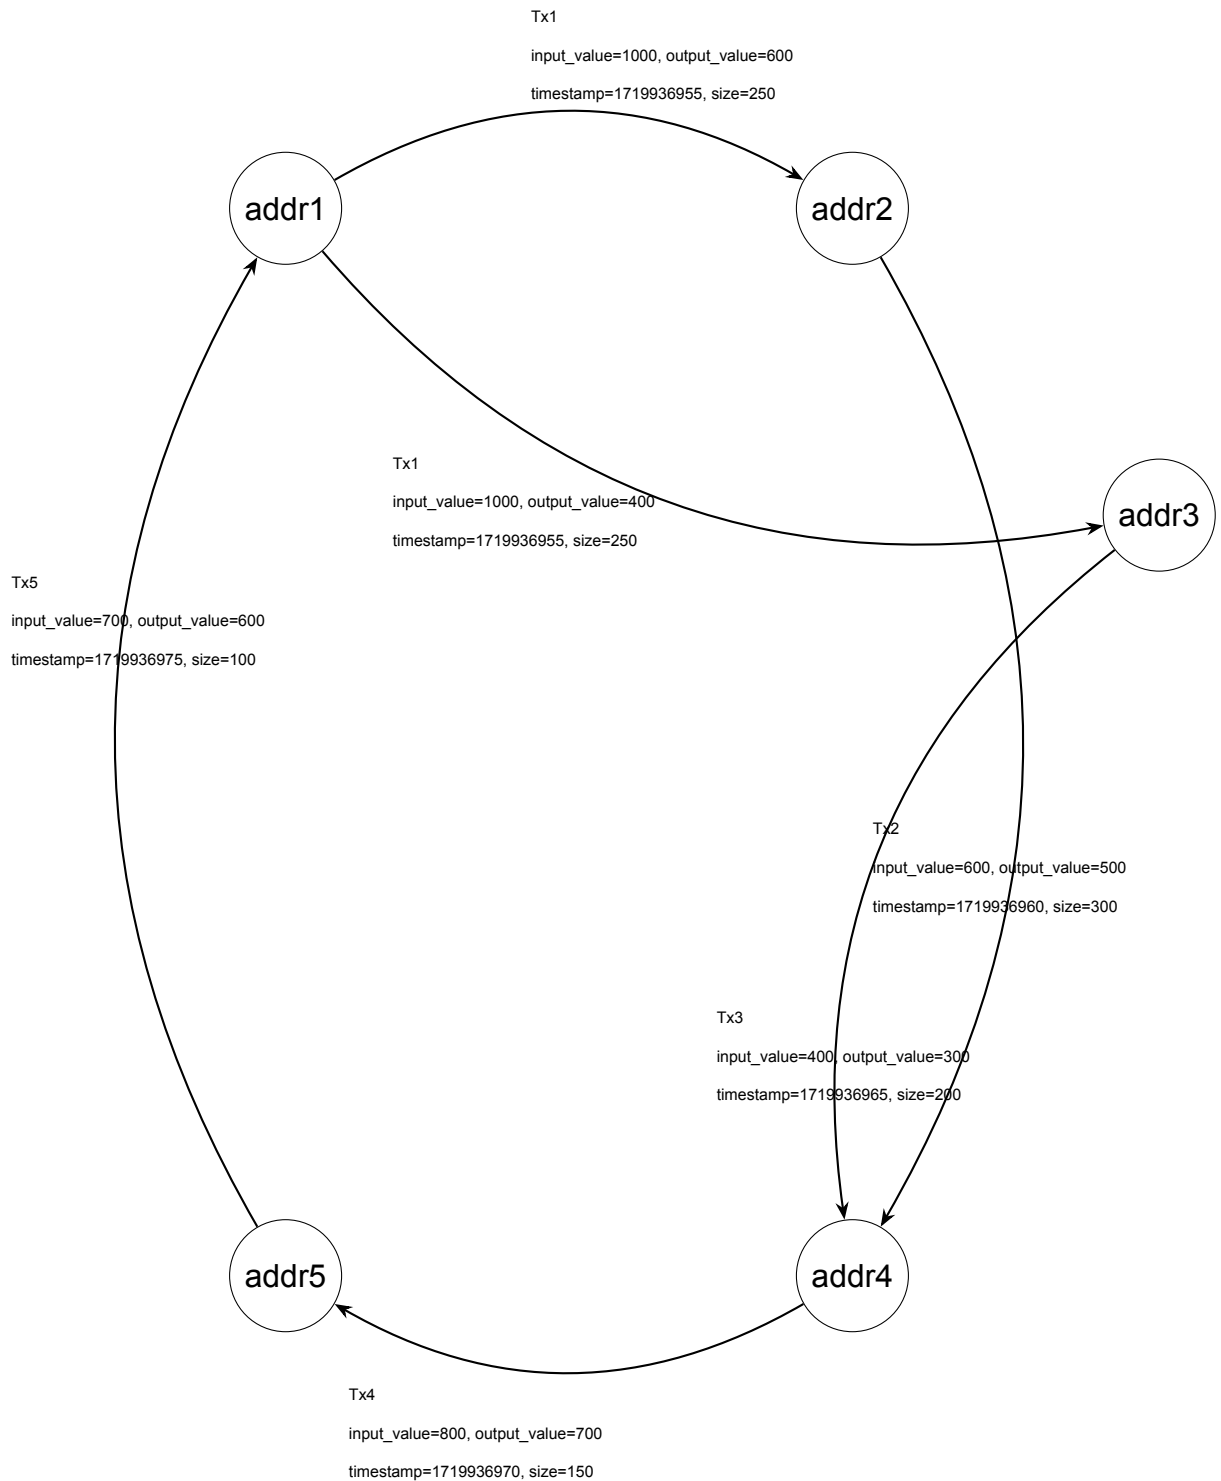 Tx1
input_value=1000, output_value=600
timestamp=1719936955, size=250
addr1
addr2
Tx1
input_value=1000, output_value=400
timestamp=1719936955, size=250
addr3
Tx5
input_value=700, output_value=600
timestamp=1719936975, size=100
Tx2
input_value=600, output_value=500
timestamp=1719936960, size=300
Tx3
input_value=400, output_value=300
timestamp=1719936965, size=200
addr5
addr4
Tx4
input_value=800, output_value=700
timestamp=1719936970, size=150